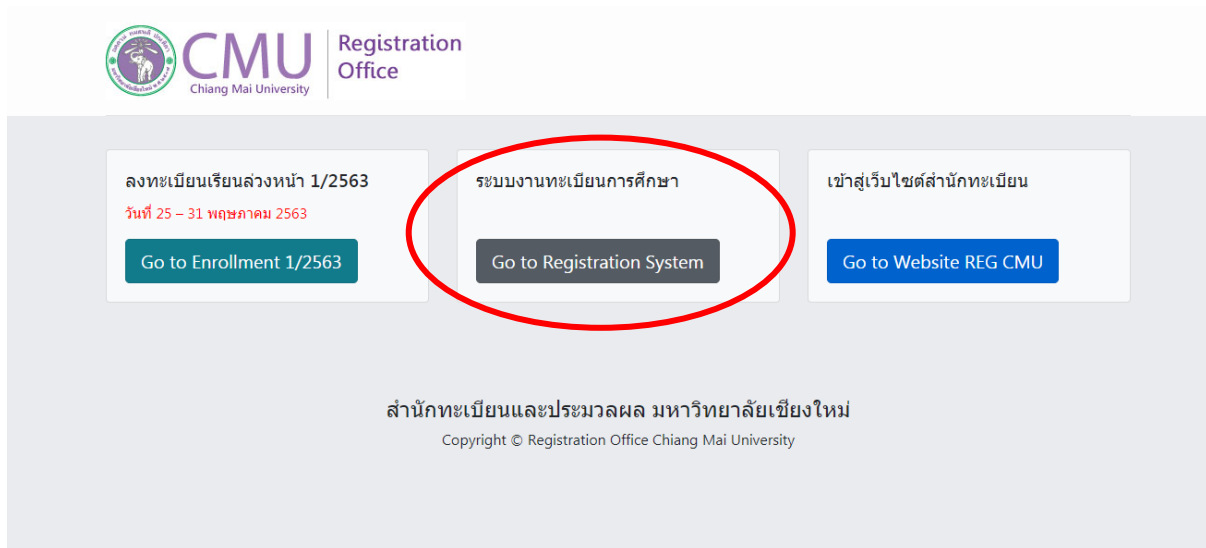 CMU
Chiang Mai University
Registration
Office
ลงทะเบียนเรียนล่วงหน้า 1/2563
วันที่ 25 – 31 พฤษภาคม 2563
Go to Enrollment 1/2563
ระบบงานทะเบียนการศึกษา
Go to Registration System
เข้าสู่เว็บไซต์สำนักทะเบียน
Go to Website REG CMU
สำนักทะเบียนและประมวลผล มหาวิทยาลัยเชียงใหม่
Copyright © Registration Office Chiang Mai University